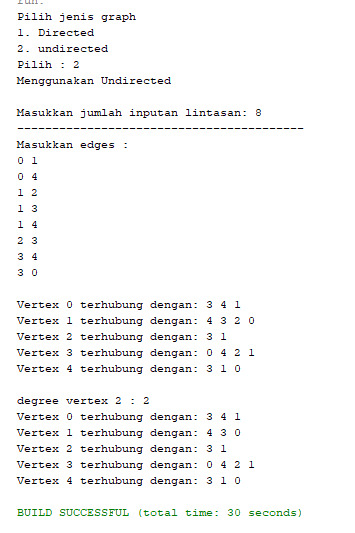 run:
Pilih jenis graph
1. Directed
2. undirected
Pilih : 2
Menggunakan Undirected
Masukkan jumlah inputan lintasan: 8
-----------------------------------------
Masukkan edges :
0 1
0 4
1 2
1 3
1 4
2 3
3 4
3 0
Vertex 0 terhubung dengan: 3 4 1
Vertex 1 terhubung dengan: 4 3 2 0
Vertex 2 terhubung dengan: 3 1
Vertex 3 terhubung dengan: 0 4 2 1
Vertex 4 terhubung dengan: 3 1 0
degree vertex 2 : 2
Vertex 0 terhubung dengan: 3 4 1
Vertex 1 terhubung dengan: 4 3 0
Vertex 2 terhubung dengan: 3 1
Vertex 3 terhubung dengan: 0 4 2 1
Vertex 4 terhubung dengan: 3 1 0
BUILD SUCCESSFUL (total time: 30 seconds)